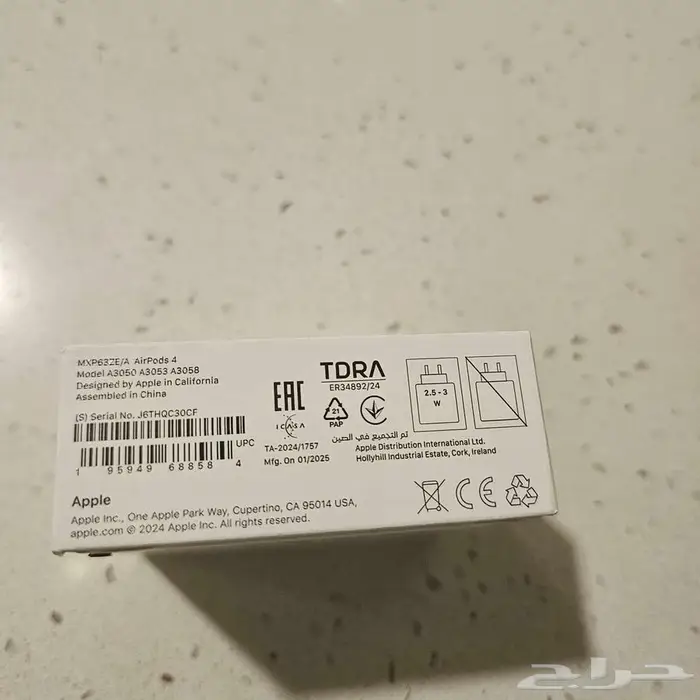 MXP63ZE/A AirPods 4
Model A3050 A3053 A3058
Designed by Apple in California
Assembled in China
(S) Serial No. J6THQC30CF
UPC
1 95949 68858 4
EAC
ICASA
TA-2024/1757
Mfg. On 01/2025
TDRA
ER34892/24
21
PAP
تم التجميع في الصين
Apple Distribution International Ltd.
Hollyhill Industrial Estate, Cork, Ireland
2.5 - 3
W
CE
Apple
Apple Inc., One Apple Park Way, Cupertino, CA 95014 USA,
apple.com © 2024 Apple Inc. All rights reserved.
حراج